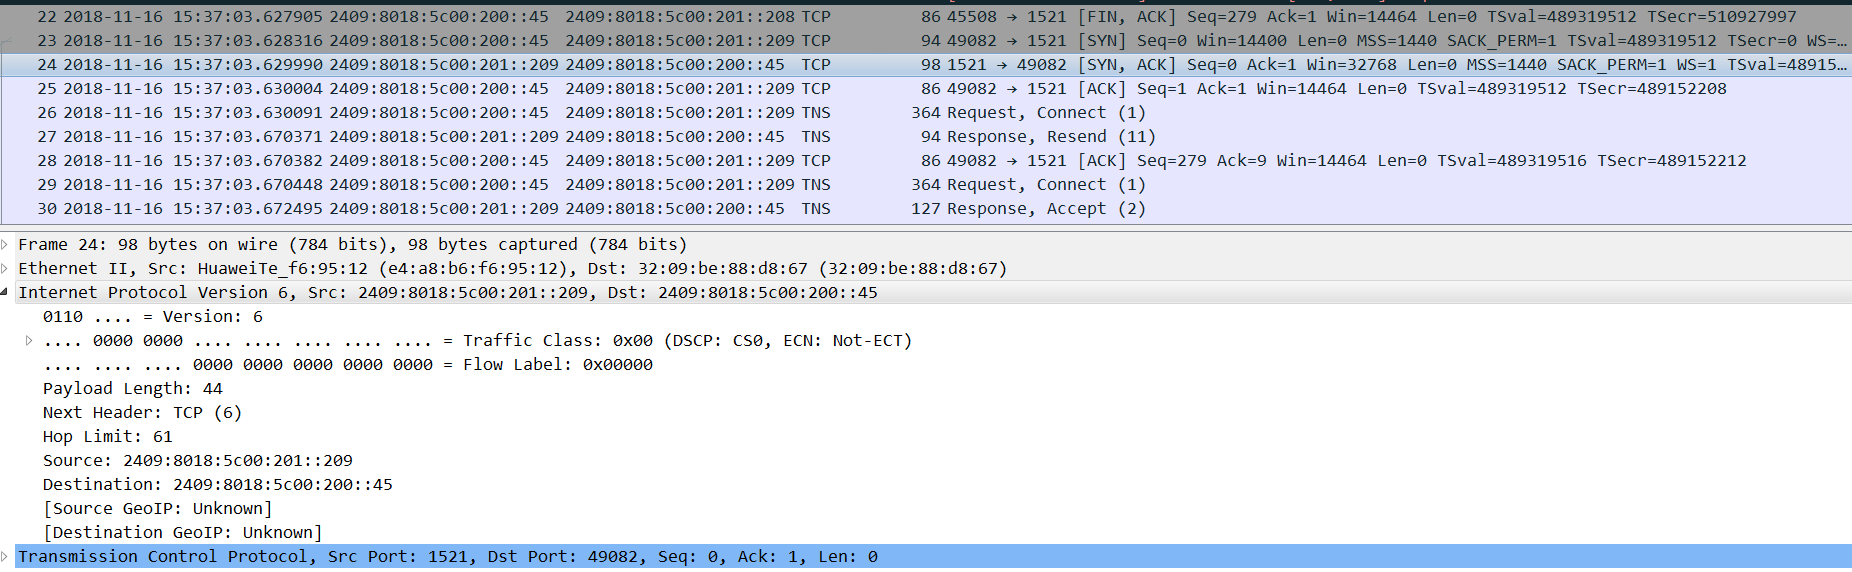 22 2018-11-16 15:37:03.627905 2409:8018:5c00:200::45 2409:8018:5c00:201::208 TCP 86 45508 → 1521 [FIN, ACK] Seq=279 Ack=1 Win=14464 Len=0 TSval=489319512 TSecr=510927997
23 2018-11-16 15:37:03.628316 2409:8018:5c00:200::45 2409:8018:5c00:201::209 TCP 94 49082 → 1521 [SYN] Seq=0 Win=14400 Len=0 MSS=1440 SACK_PERM=1 TSval=489319512 TSecr=0 WS=…
24 2018-11-16 15:37:03.629990 2409:8018:5c00:201::209 2409:8018:5c00:200::45 TCP 98 1521 → 49082 [SYN, ACK] Seq=0 Ack=1 Win=32768 Len=0 MSS=1440 SACK_PERM=1 WS=1 TSval=48915…
25 2018-11-16 15:37:03.630004 2409:8018:5c00:200::45 2409:8018:5c00:201::209 TCP 86 49082 → 1521 [ACK] Seq=1 Ack=1 Win=14464 Len=0 TSval=489319512 TSecr=489152208
26 2018-11-16 15:37:03.630091 2409:8018:5c00:200::45 2409:8018:5c00:201::209 TNS 364 Request, Connect (1)
27 2018-11-16 15:37:03.670371 2409:8018:5c00:201::209 2409:8018:5c00:200::45 TNS 94 Response, Resend (11)
28 2018-11-16 15:37:03.670382 2409:8018:5c00:200::45 2409:8018:5c00:201::209 TCP 86 49082 → 1521 [ACK] Seq=279 Ack=9 Win=14464 Len=0 TSval=489319516 TSecr=489152212
29 2018-11-16 15:37:03.670448 2409:8018:5c00:200::45 2409:8018:5c00:201::209 TNS 364 Request, Connect (1)
30 2018-11-16 15:37:03.672495 2409:8018:5c00:201::209 2409:8018:5c00:200::45 TNS 127 Response, Accept (2)
Frame 24: 98 bytes on wire (784 bits), 98 bytes captured (784 bits)
Ethernet II, Src: HuaweiTe_f6:95:12 (e4:a8:b6:f6:95:12), Dst: 32:09:be:88:d8:67 (32:09:be:88:d8:67)
Internet Protocol Version 6, Src: 2409:8018:5c00:201::209, Dst: 2409:8018:5c00:200::45
0110 .... = Version: 6
.... 0000 0000 .... .... .... .... .... = Traffic Class: 0x00 (DSCP: CS0, ECN: Not-ECT)
.... .... .... 0000 0000 0000 0000 0000 = Flow Label: 0x00000
Payload Length: 44
Next Header: TCP (6)
Hop Limit: 61
Source: 2409:8018:5c00:201::209
Destination: 2409:8018:5c00:200::45
[Source GeoIP: Unknown]
[Destination GeoIP: Unknown]
Transmission Control Protocol, Src Port: 1521, Dst Port: 49082, Seq: 0, Ack: 1, Len: 0